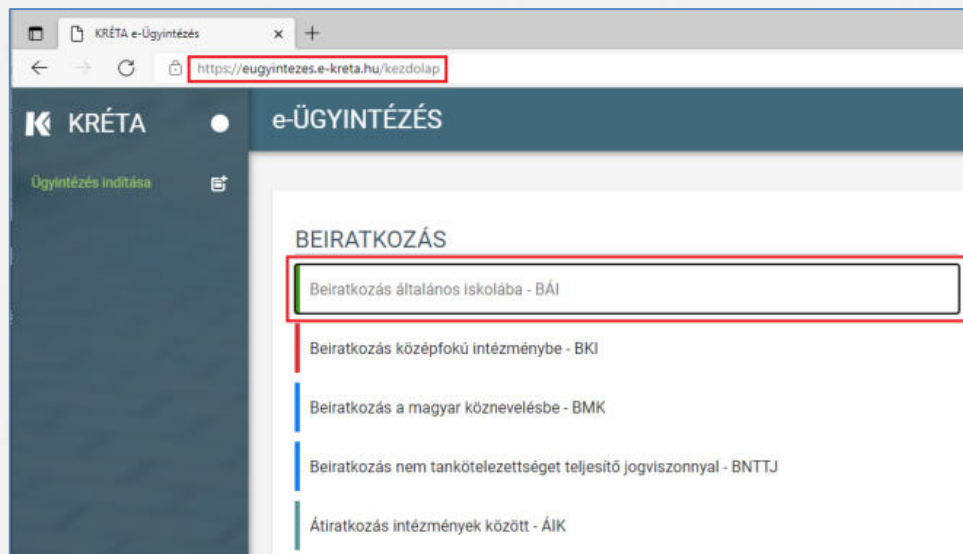 KRÉTA e-Ügyintézés
https://eugyintezes.e-kreta.hu/kezdolap
KRÉTA
e-ÜGYINTÉZÉS
Ügyintézés indítása
BEIRATKOZÁS
Beiratkozás általános iskolába - BÁI
Beiratkozás középfokú intézménybe - BKI
Beiratkozás a magyar köznevelésbe - BMK
Beiratkozás nem tankötelezettséget teljesítő jogviszonnyal - BNTTJ
Átiratkozás intézmények között - ÁIK